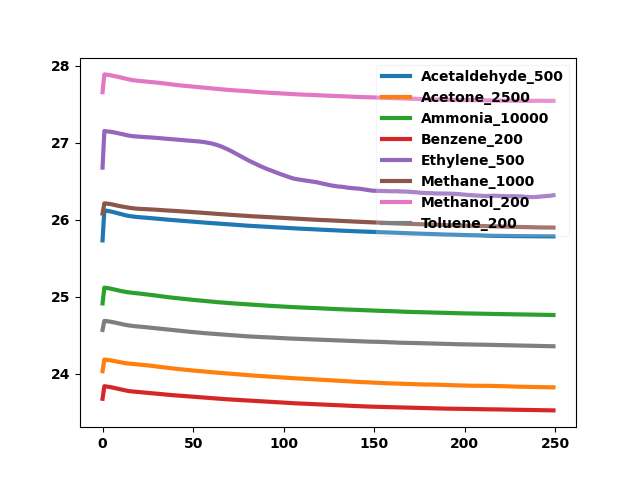 28
27
26
25
24
0 50 100 150 200 250
Acetaldehyde_500
Acetone_2500
Ammonia_10000
Benzene_200
Ethylene_500
Methane_1000
Methanol_200
Toluene_200